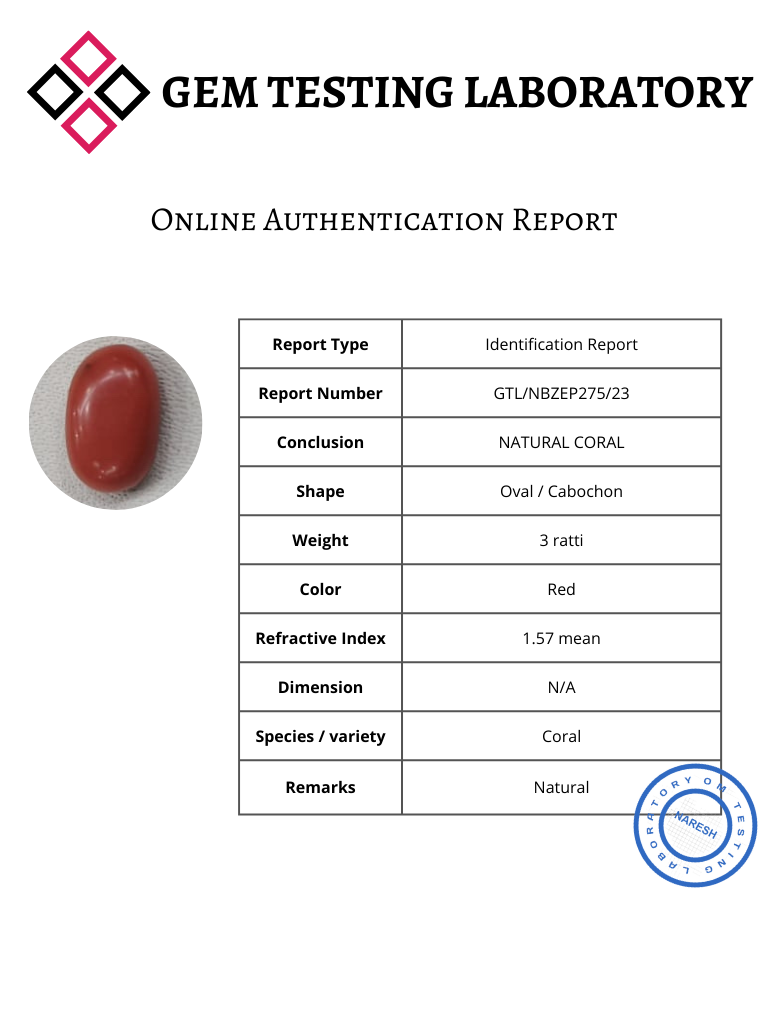 GEM TESTING LABORATORY
Online Authentication Report
Report Type Identification Report
Report Number GTL/NBZEP275/23
Conclusion NATURAL CORAL
Shape Oval / Cabochon
Weight 3 ratti
Color Red
Refractive Index 1.57 mean
Dimension N/A
Species / variety Coral
Remarks Natural
OM TESTING LABORATORY
NARESH